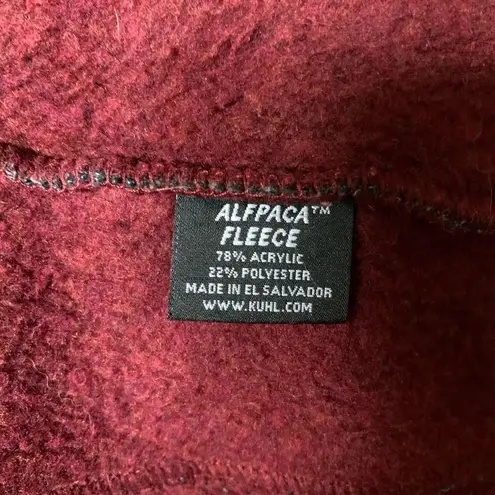 ALFPACA™
FLEECE
78% ACRYLIC
22% POLYESTER
MADE IN EL SALVADOR
WWW.KUHL.COM